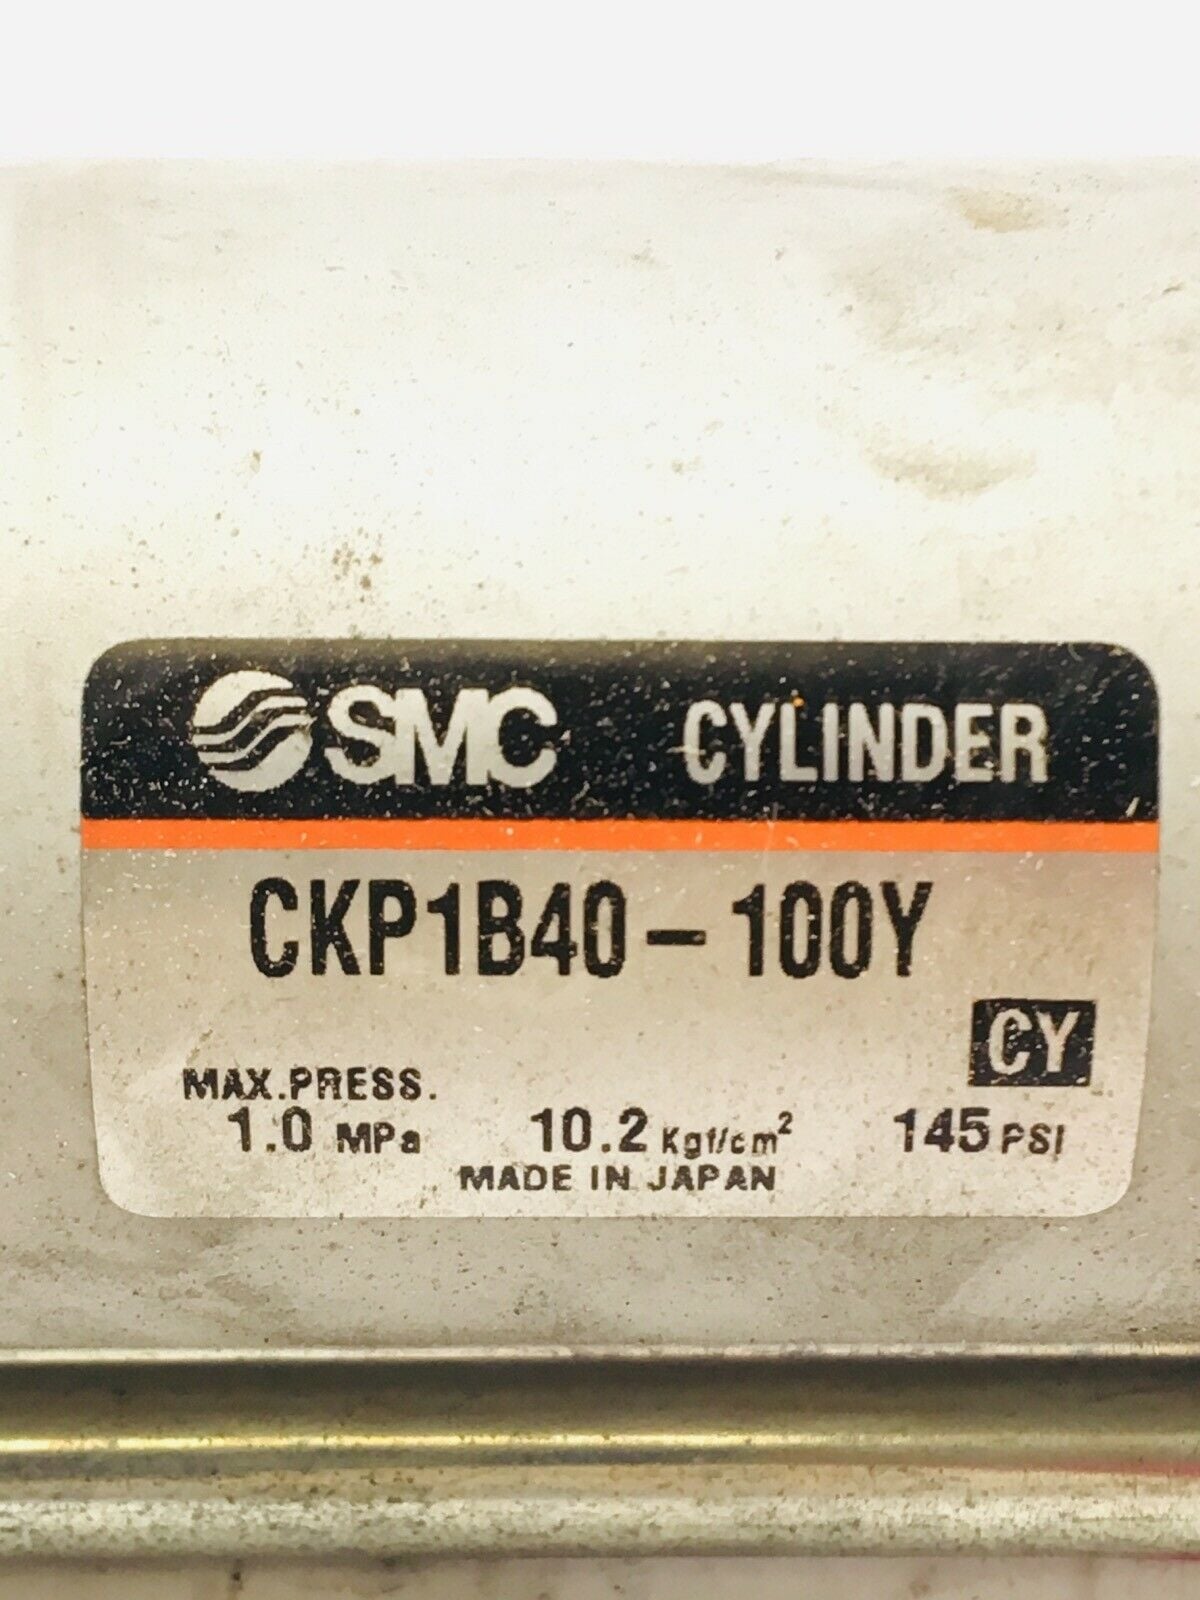 SMC CYLINDER
CKP1B40-100Y
CY
MAX.PRESS.
1.0 MPa 10.2 Kgf/cm² 145 PSI
MADE IN JAPAN